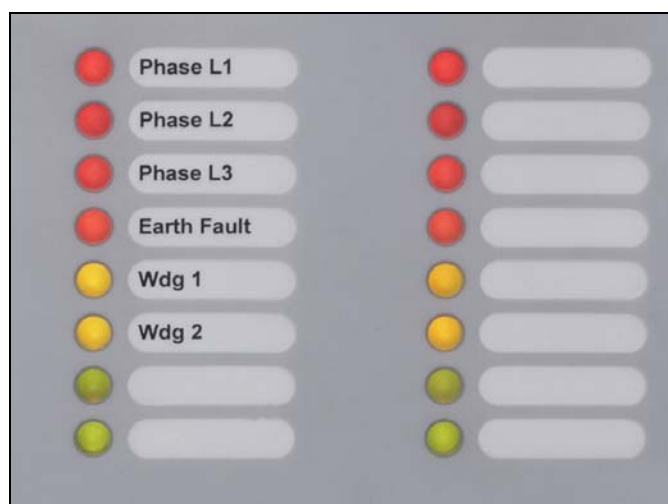 Phase L1
Phase L2
Phase L3
Earth Fault
Wdg 1
Wdg 2